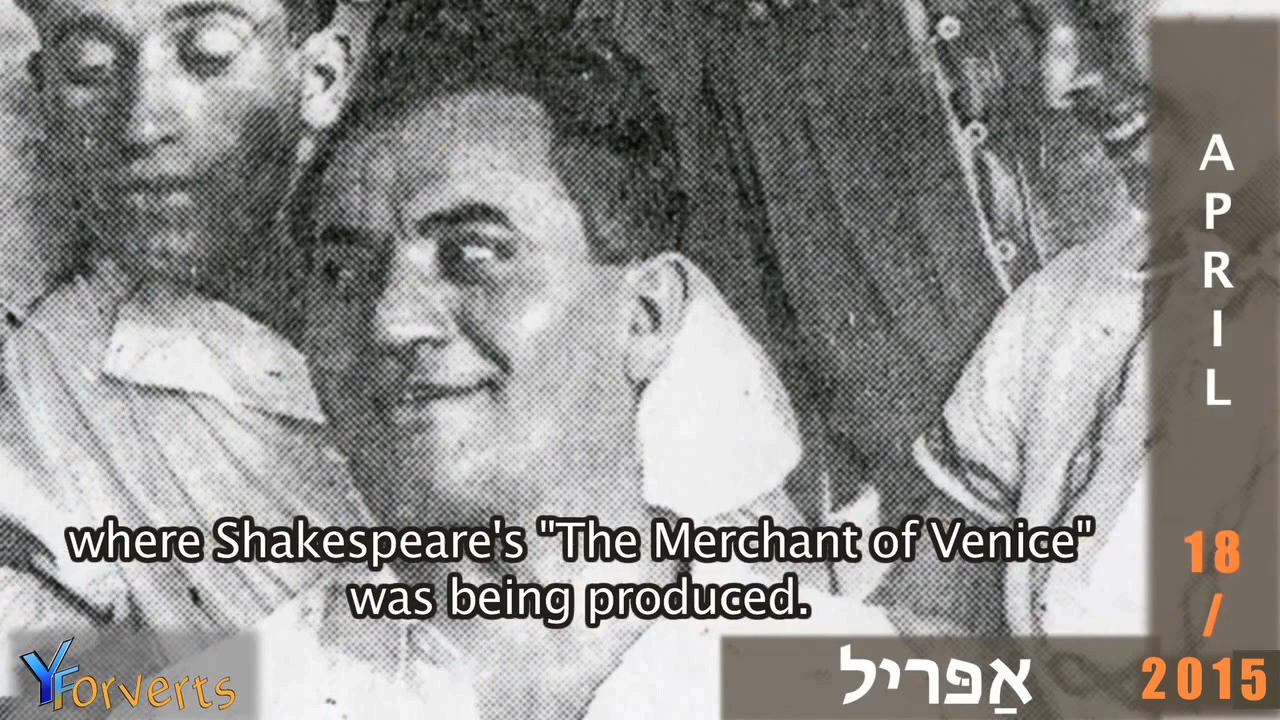 APRIL
where Shakespeare's "The Merchant of Venice"
was being produced.
18
/
2015
YForverts
אַפּריל